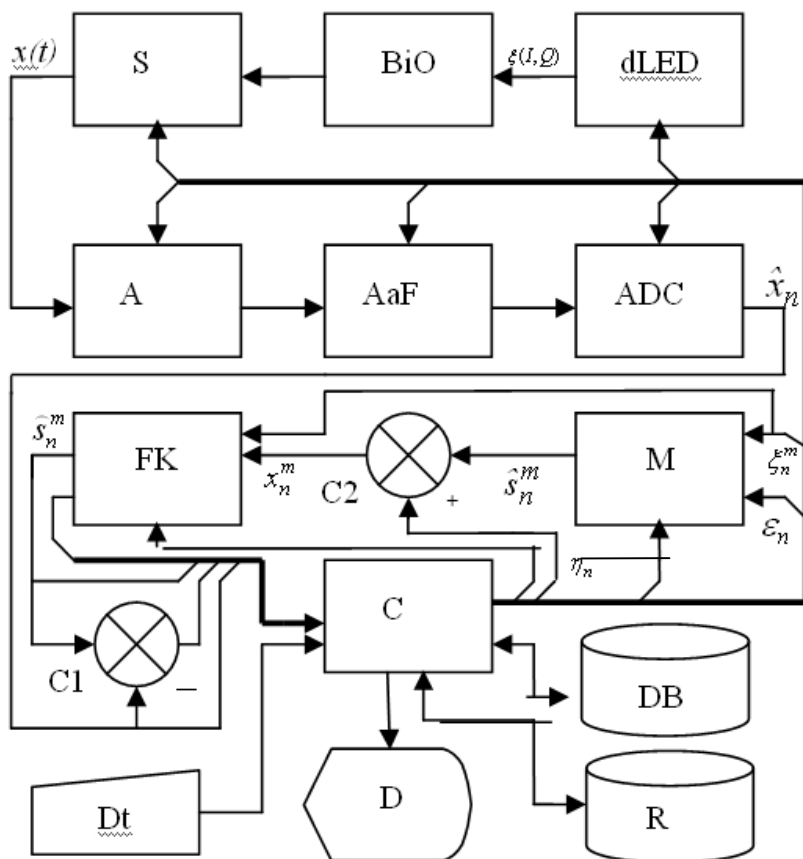 x(t)
S
BiO
ξ(I,Q)
dLED
A
AaF
ADC
x̂ₙ
ŝₙᵐ
FK
xₙᵐ
C2
+
ŝₙᵐ
M
ξₙᵐ
εₙ
ηₙ
C
C1
−
DB
Dt
D
R